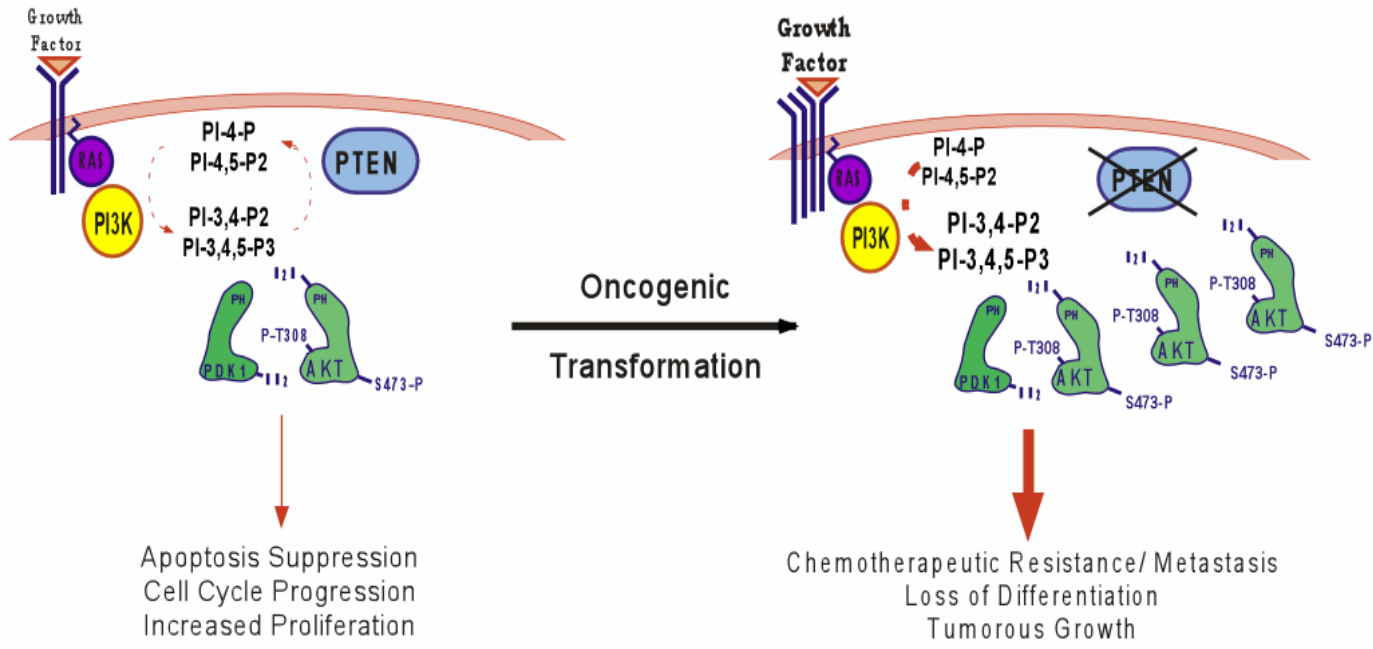 Growth
Factor
RAS
PI3K
PI-4-P
PI-4,5-P2
PTEN
PI-3,4-P2
PI-3,4,5-P3
PH
PH
P-T308
PDK1
AKT
S473-P
Apoptosis Suppression
Cell Cycle Progression
Increased Proliferation
Oncogenic
Transformation
Growth
Factor
RAS
PI3K
PI-4-P
PI-4,5-P2
PTEN
PI-3,4-P2
PI-3,4,5-P3
PH
PH
P-T308
PDK1
AKT
S473-P
PH
P-T308
AKT
S473-P
PH
P-T308
AKT
S473-P
Chemotherapeutic Resistance/ Metastasis
Loss of Differentiation
Tumorous Growth